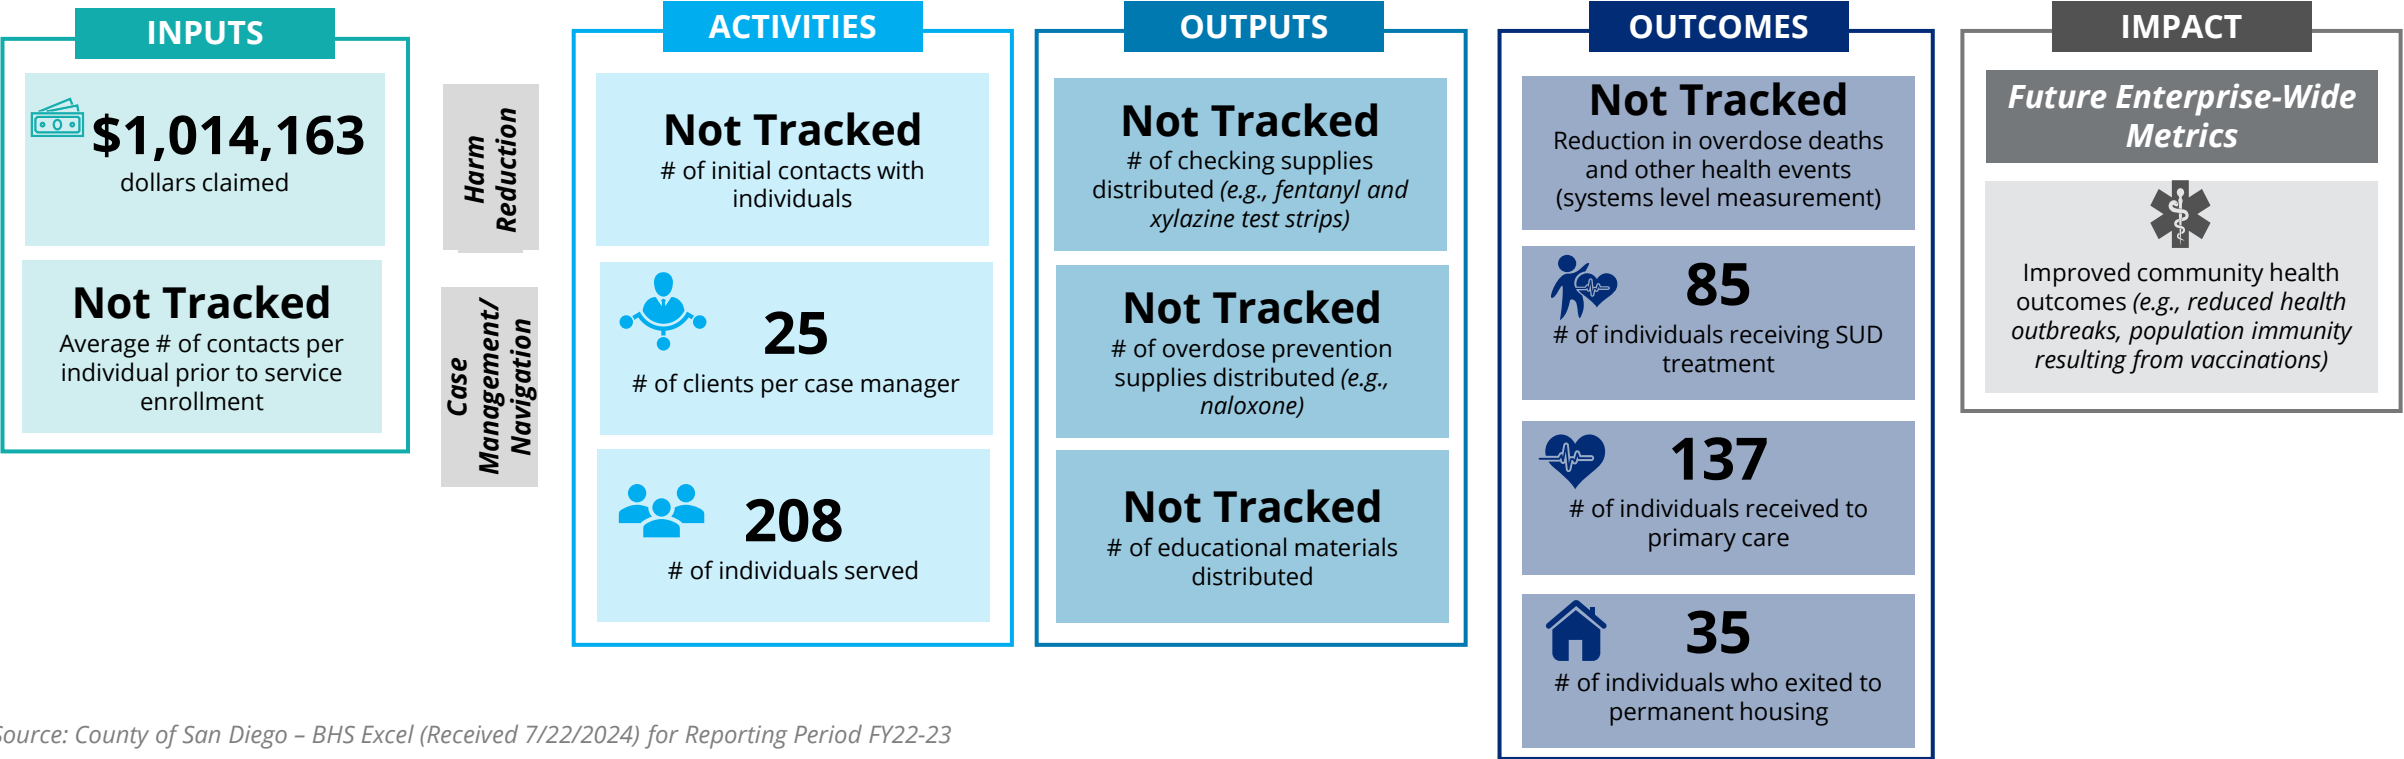 INPUTS
$1,014,163
dollars claimed
Not Tracked
Average # of contacts per
individual prior to service
enrollment
Harm
Reduction
Case
Management/
Navigation
ACTIVITIES
Not Tracked
# of initial contacts with
individuals
25
# of clients per case manager
208
# of individuals served
OUTPUTS
Not Tracked
# of checking supplies
distributed (e.g., fentanyl and
xylazine test strips)
Not Tracked
# of overdose prevention
supplies distributed (e.g.,
naloxone)
Not Tracked
# of educational materials
distributed
OUTCOMES
Not Tracked
Reduction in overdose deaths
and other health events
(systems level measurement)
85
# of individuals receiving SUD
treatment
137
# of individuals received to
primary care
35
# of individuals who exited to
permanent housing
IMPACT
Future Enterprise-Wide
Metrics
Improved community health
outcomes (e.g., reduced health
outbreaks, population immunity
resulting from vaccinations)
Source: County of San Diego – BHS Excel (Received 7/22/2024) for Reporting Period FY22-23